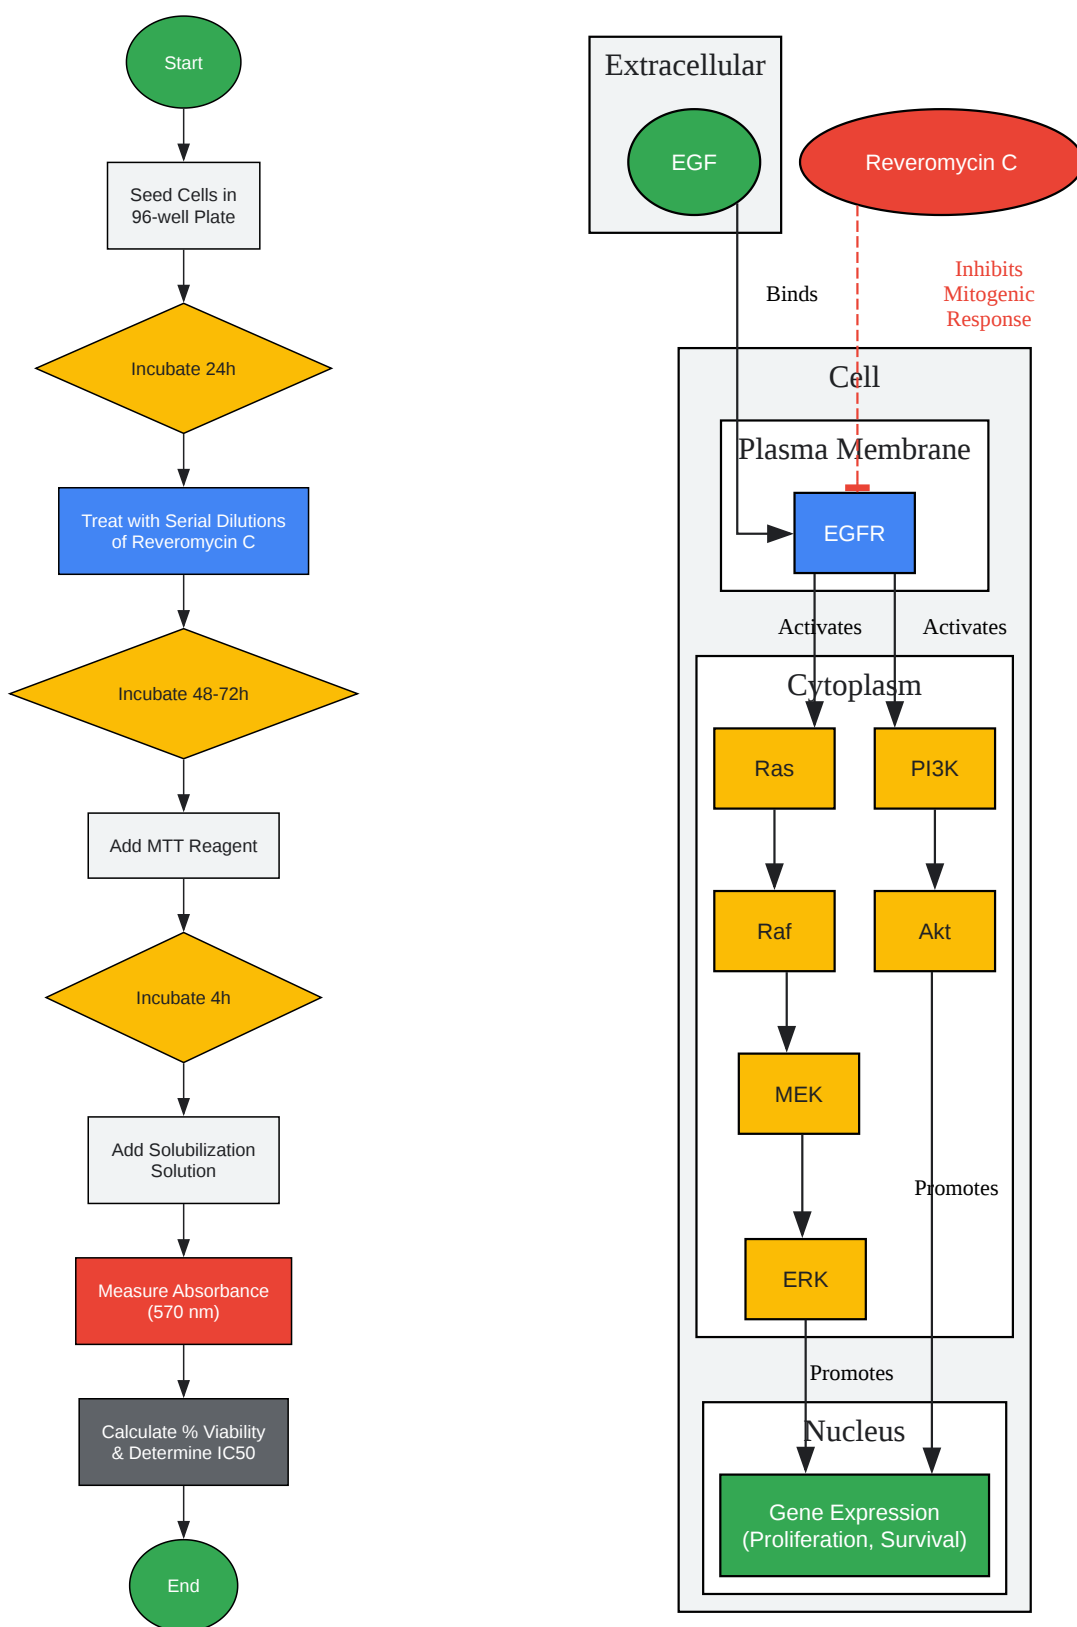 Start
Seed Cells in
96-well Plate
Incubate 24h
Treat with Serial Dilutions
of Reveromycin C
Incubate 48-72h
Add MTT Reagent
Incubate 4h
Add Solubilization
Solution
Measure Absorbance
(570 nm)
Calculate % Viability
& Determine IC50
End
Extracellular
EGF
Reveromycin C
Binds
Inhibits
Mitogenic
Response
Cell
Plasma Membrane
EGFR
Activates
Activates
Cytoplasm
Ras
PI3K
Raf
Akt
MEK
Promotes
ERK
Promotes
Nucleus
Gene Expression
(Proliferation, Survival)